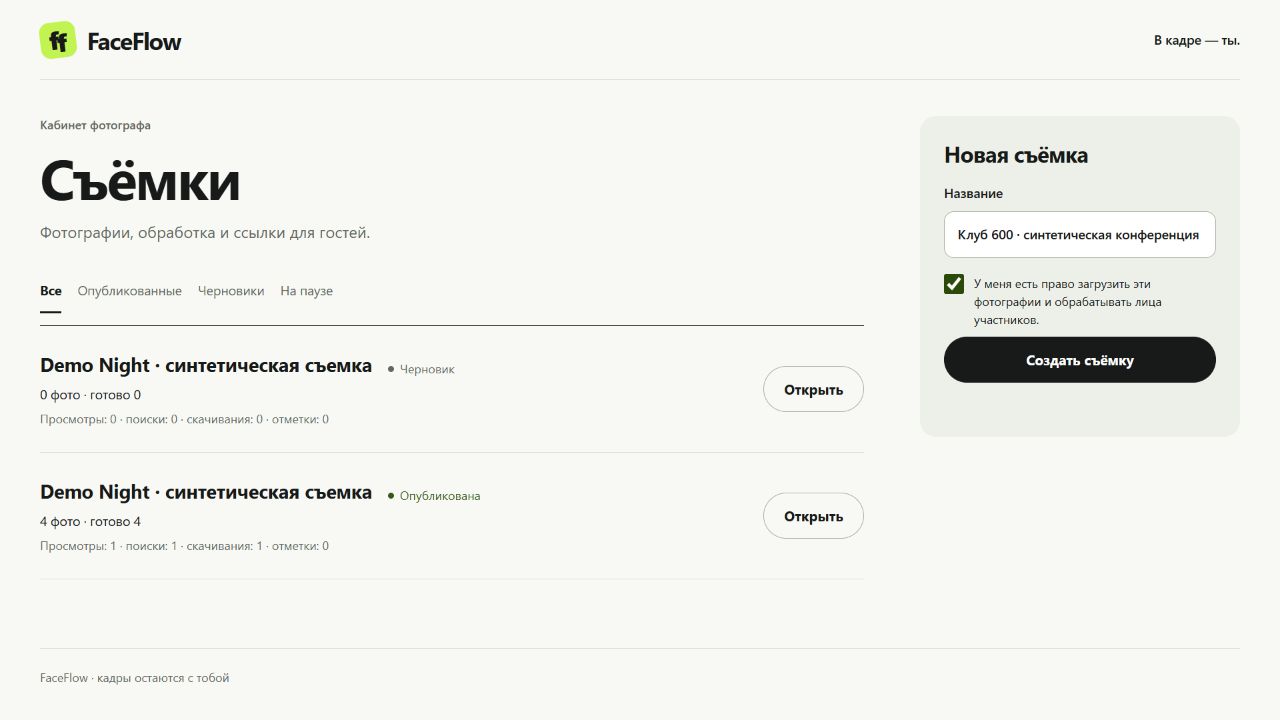 ff FaceFlow
В кадре — ты.
Кабинет фотографа
Съёмки
Фотографии, обработка и ссылки для гостей.
Все Опубликованные Черновики На паузе
Demo Night · синтетическая съемка
Черновик
0 фото · готово 0
Просмотры: 0 · поиски: 0 · скачивания: 0 · отметки: 0
Открыть
Demo Night · синтетическая съемка
Опубликована
4 фото · готово 4
Просмотры: 1 · поиски: 1 · скачивания: 1 · отметки: 0
Открыть
Новая съёмка
Название
Клуб 600 · синтетическая конференция
У меня есть право загрузить эти
фотографии и обрабатывать лица
участников.
Создать съёмку
FaceFlow · кадры остаются с тобой